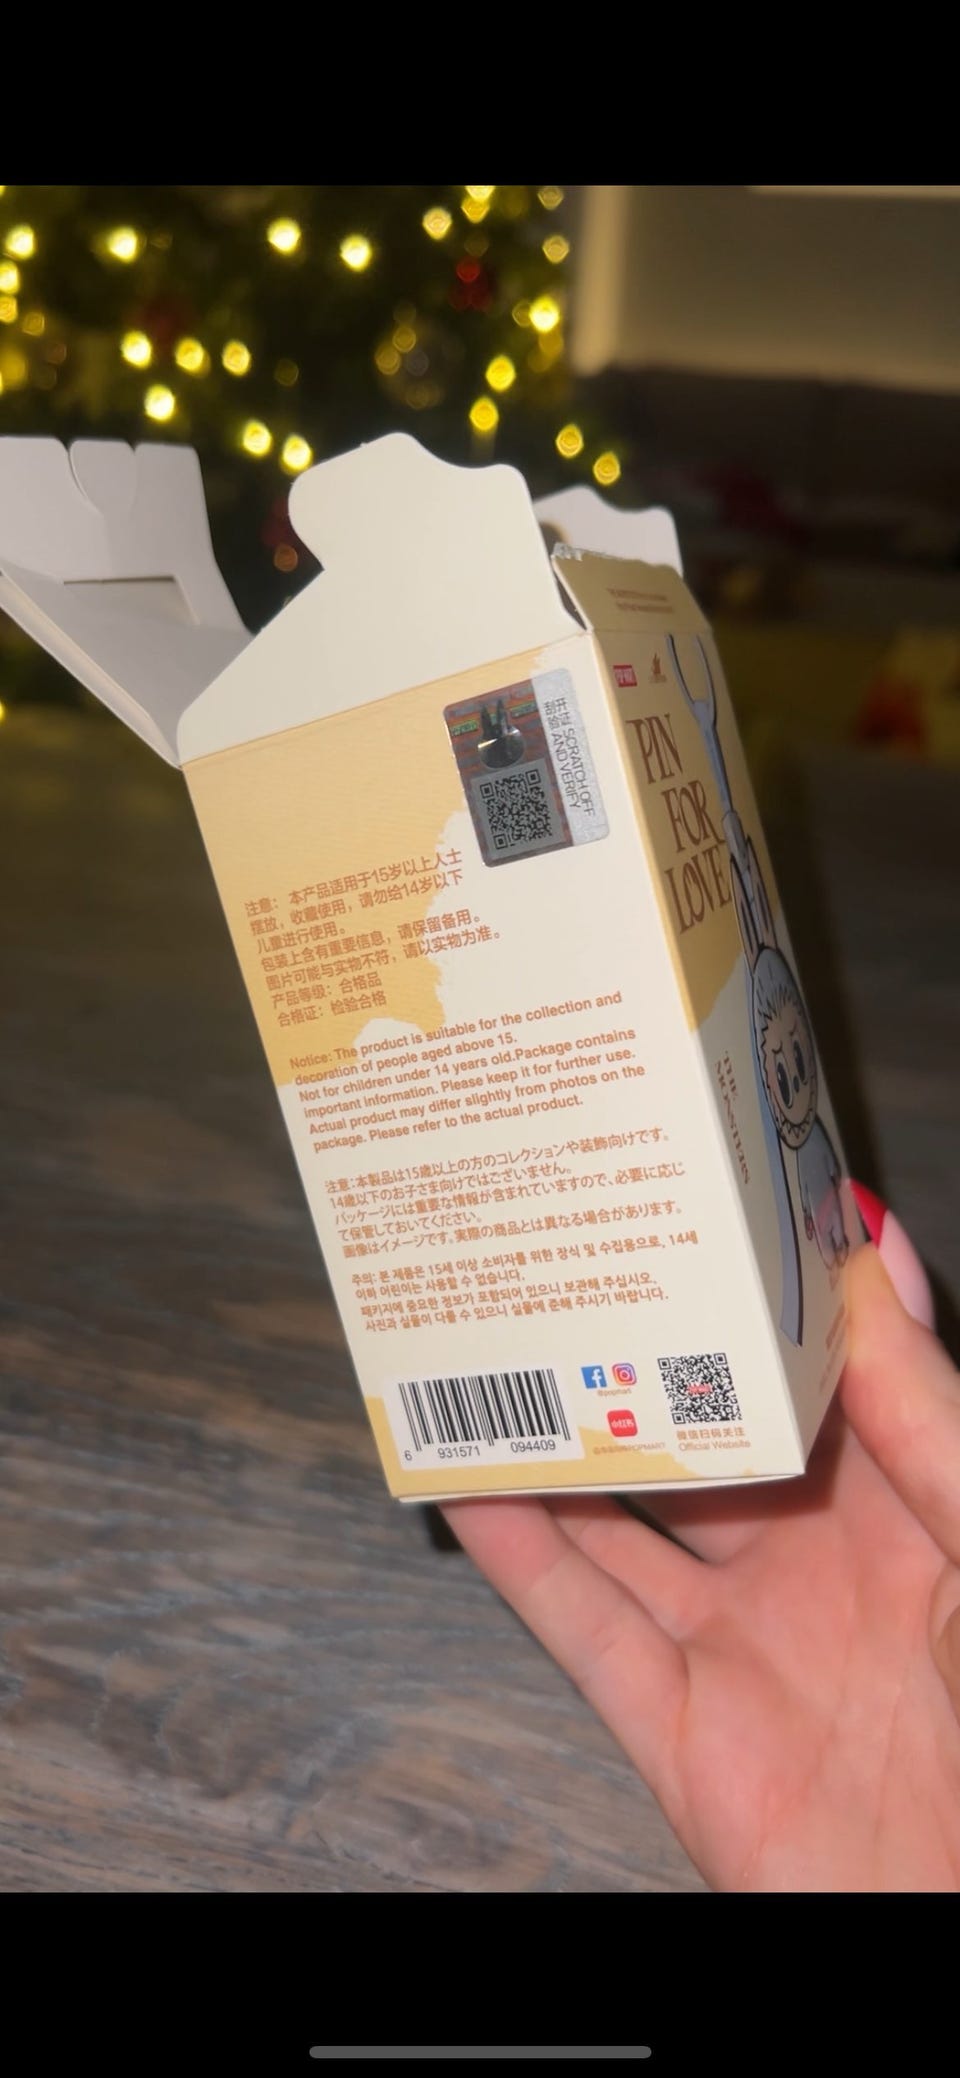 刮开涂层 SCRATCH OFF
AND VERIFY
注意：本产品适用于15岁以上人士
摆放，收藏使用，请勿给14岁以下
儿童进行使用。
包装上含有重要信息，请保留备用。
图片可能与实物不符，请以实物为准。
产品等级：合格品
合格证：检验合格
Notice: The product is suitable for the collection and
decoration of people aged above 15.
Not for children under 14 years old.Package contains
important information. Please keep it for further use.
Actual product may differ slightly from photos on the
package. Please refer to the actual product.
注意：本製品は15歳以上の方のコレクションや装飾向けです。
14歳以下のお子さま向けではございません。
パッケージには重要な情報が含まれていますので、必要に応じ
て保管しておいてください。
画像はイメージです。実際の商品とは異なる場合があります。
주의: 본 제품은 15세 이상 소비자를 위한 장식 및 수집용으로, 14세
이하 어린이는 사용할 수 없습니다.
패키지에 중요한 정보가 포함되어 있으니 보관해 주십시오.
사진과 실물이 다를 수 있으니 실물에 준해 주시기 바랍니다.
6 931571 094409
@popmart
小红书
微信扫码关注
Official Website
PIN
FOR
LOVE
THE
MONSTERS